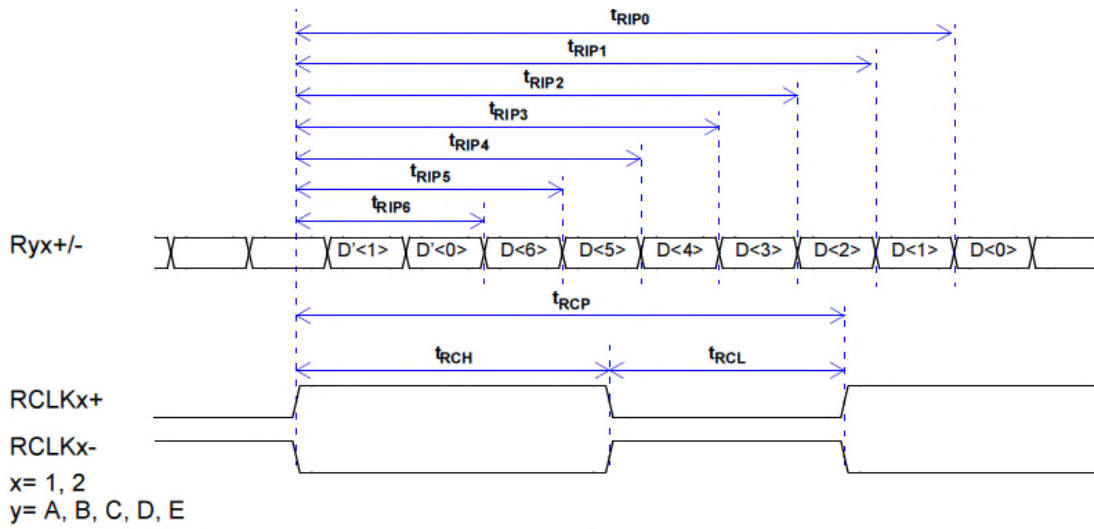 tRIP0
tRIP1
tRIP2
tRIP3
tRIP4
tRIP5
tRIP6
Ryx+/- D'<1> D'<0> D<6> D<5> D<4> D<3> D<2> D<1> D<0>
tRCP
tRCH tRCL
RCLKx+
RCLKx-
x= 1, 2
y= A, B, C, D, E